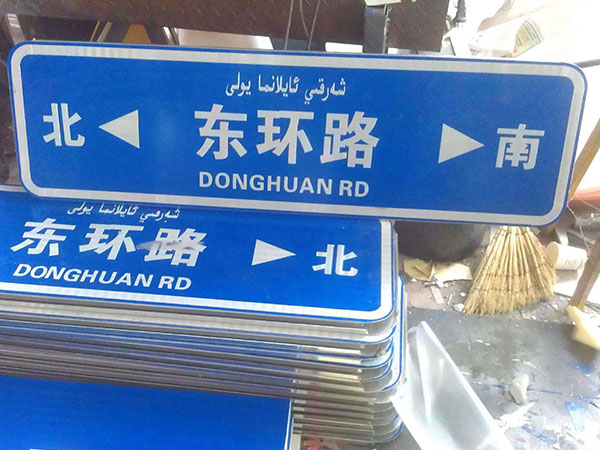 شەرقىي ئايلانما يولى
北 ◀ 东环路 ▶ 南
DONGHUAN RD
شەرقىي ئايلانما يولى
东环路 ▶ 北
DONGHUAN RD